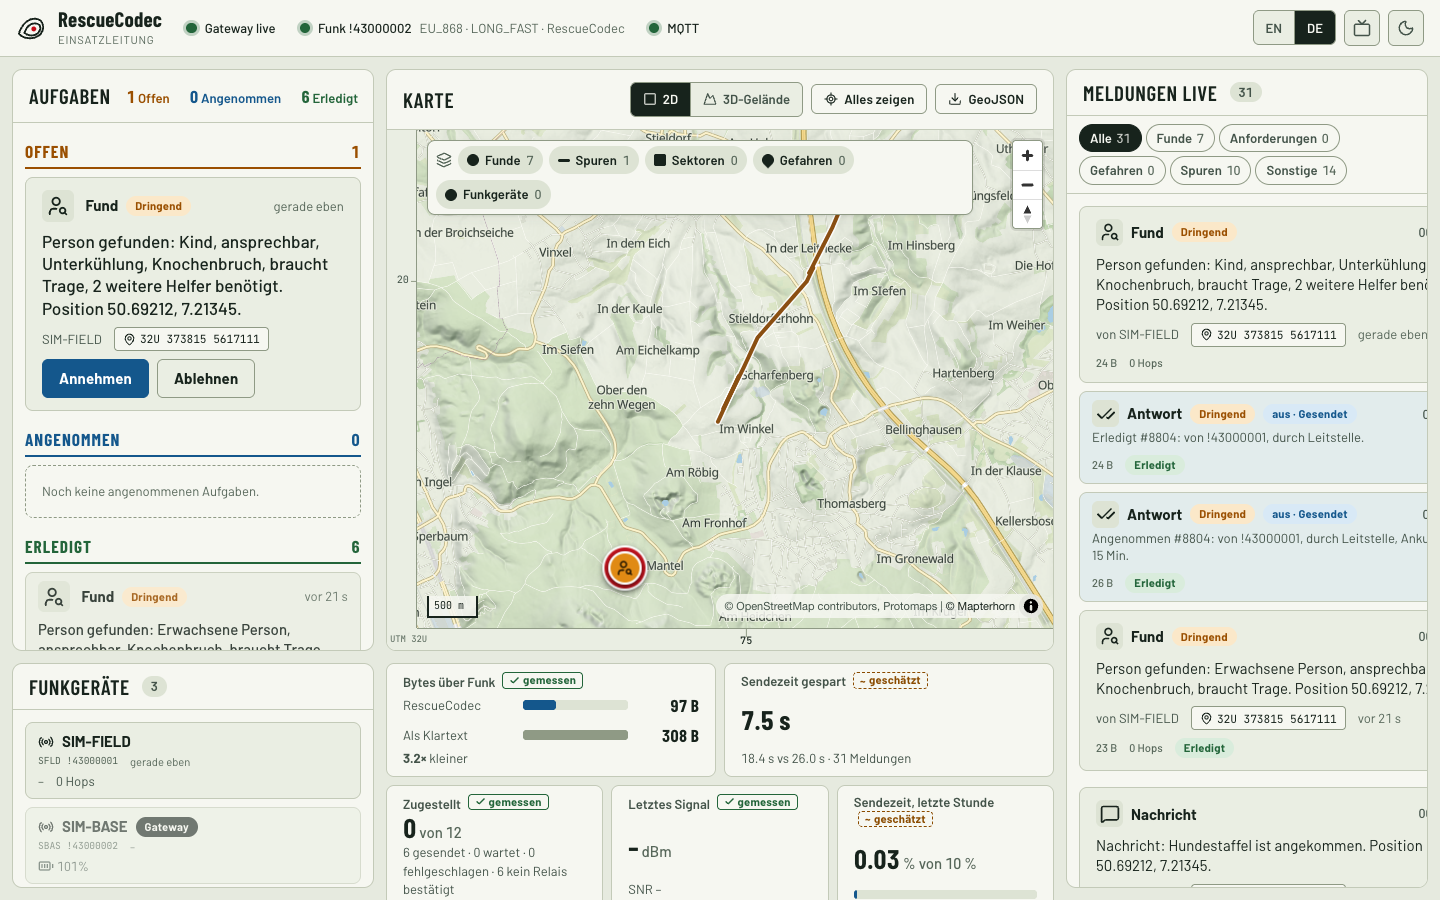 RescueCodec
EINSATZLEITUNG
Gateway live
Funk !43000002 EU_868 · LONG_FAST · RescueCodec
MQTT
EN DE
AUFGABEN 1 Offen 0 Angenommen 6 Erledigt
OFFEN 1
Fund Dringend gerade eben
Person gefunden: Kind, ansprechbar,
Unterkühlung, Knochenbruch, braucht
Trage, 2 weitere Helfer benötigt.
Position 50.69212, 7.21345.
SIM-FIELD 32U 373815 5617111
Annehmen Ablehnen
ANGENOMMEN 0
Noch keine angenommenen Aufgaben.
ERLEDIGT 6
Fund Dringend vor 21 s
Person gefunden: Erwachsene Person,
ansprechbar, Knochenbruch, braucht Trage
FUNKGERÄTE 3
SIM-FIELD
SFLD !43000001 gerade eben
– 0 Hops
SIM-BASE Gateway
SBAS !43000002 –
101%
KARTE
2D 3D-Gelände Alles zeigen GeoJSON
Funde 7 Spuren 1 Sektoren 0 Gefahren 0
Funkgeräte 0
Stieldorf
n der Broichseiche
Vinxel
In dem Eich
Im Hinsberg
20
In der Kaule
Im SIefen
Im Weiher
Im Siefen
Am Eichelkamp
Scharfenberg
Hartenberg
Ober den
zehn Wegen
Im Winkel
Bellinghausen
Am Röbig
In der Klause
Ingel
Thomasberg
Am Fronhof
Im Gronewald
Mantel
500 m
© OpenStreetMap contributors, Protomaps | © Mapterhorn
UTM 32U
75
Bytes über Funk gemessen
RescueCodec 97 B
Als Klartext 308 B
3.2× kleiner
Sendezeit gespart ~ geschätzt
7.5 s
18.4 s vs 26.0 s · 31 Meldungen
Zugestellt gemessen
0 von 12
6 gesendet · 0 wartet · 0
fehlgeschlagen · 6 kein Relais
bestätigt
Letztes Signal gemessen
– dBm
SNR –
Sendezeit, letzte Stunde
~ geschätzt
0.03 % von 10 %
MELDUNGEN LIVE 31
Alle 31 Funde 7 Anforderungen 0
Gefahren 0 Spuren 10 Sonstige 14
Fund Dringend
Person gefunden: Kind, ansprechbar, Unterkühlung
Knochenbruch, braucht Trage, 2 weitere Helfer
Position 50.69212, 7.21345.
von SIM-FIELD 32U 373815 5617111 gerade eben
24 B 0 Hops
Antwort Dringend aus · Gesendet
Erledigt #8804: von !43000001, durch Leitstelle.
24 B Erledigt
Antwort Dringend aus · Gesendet
Angenommen #8804: von !43000001, durch Leitstelle,
15 Min.
26 B Erledigt
Fund Dringend
Person gefunden: Erwachsene Person, ansprechba
Knochenbruch, braucht Trage. Position 50.69212, 7.
von SIM-FIELD 32U 373815 5617111 vor 21 s
23 B 0 Hops Erledigt
Nachricht
Nachricht: Hundestaffel ist angekommen. Position
50.69212, 7.21345.